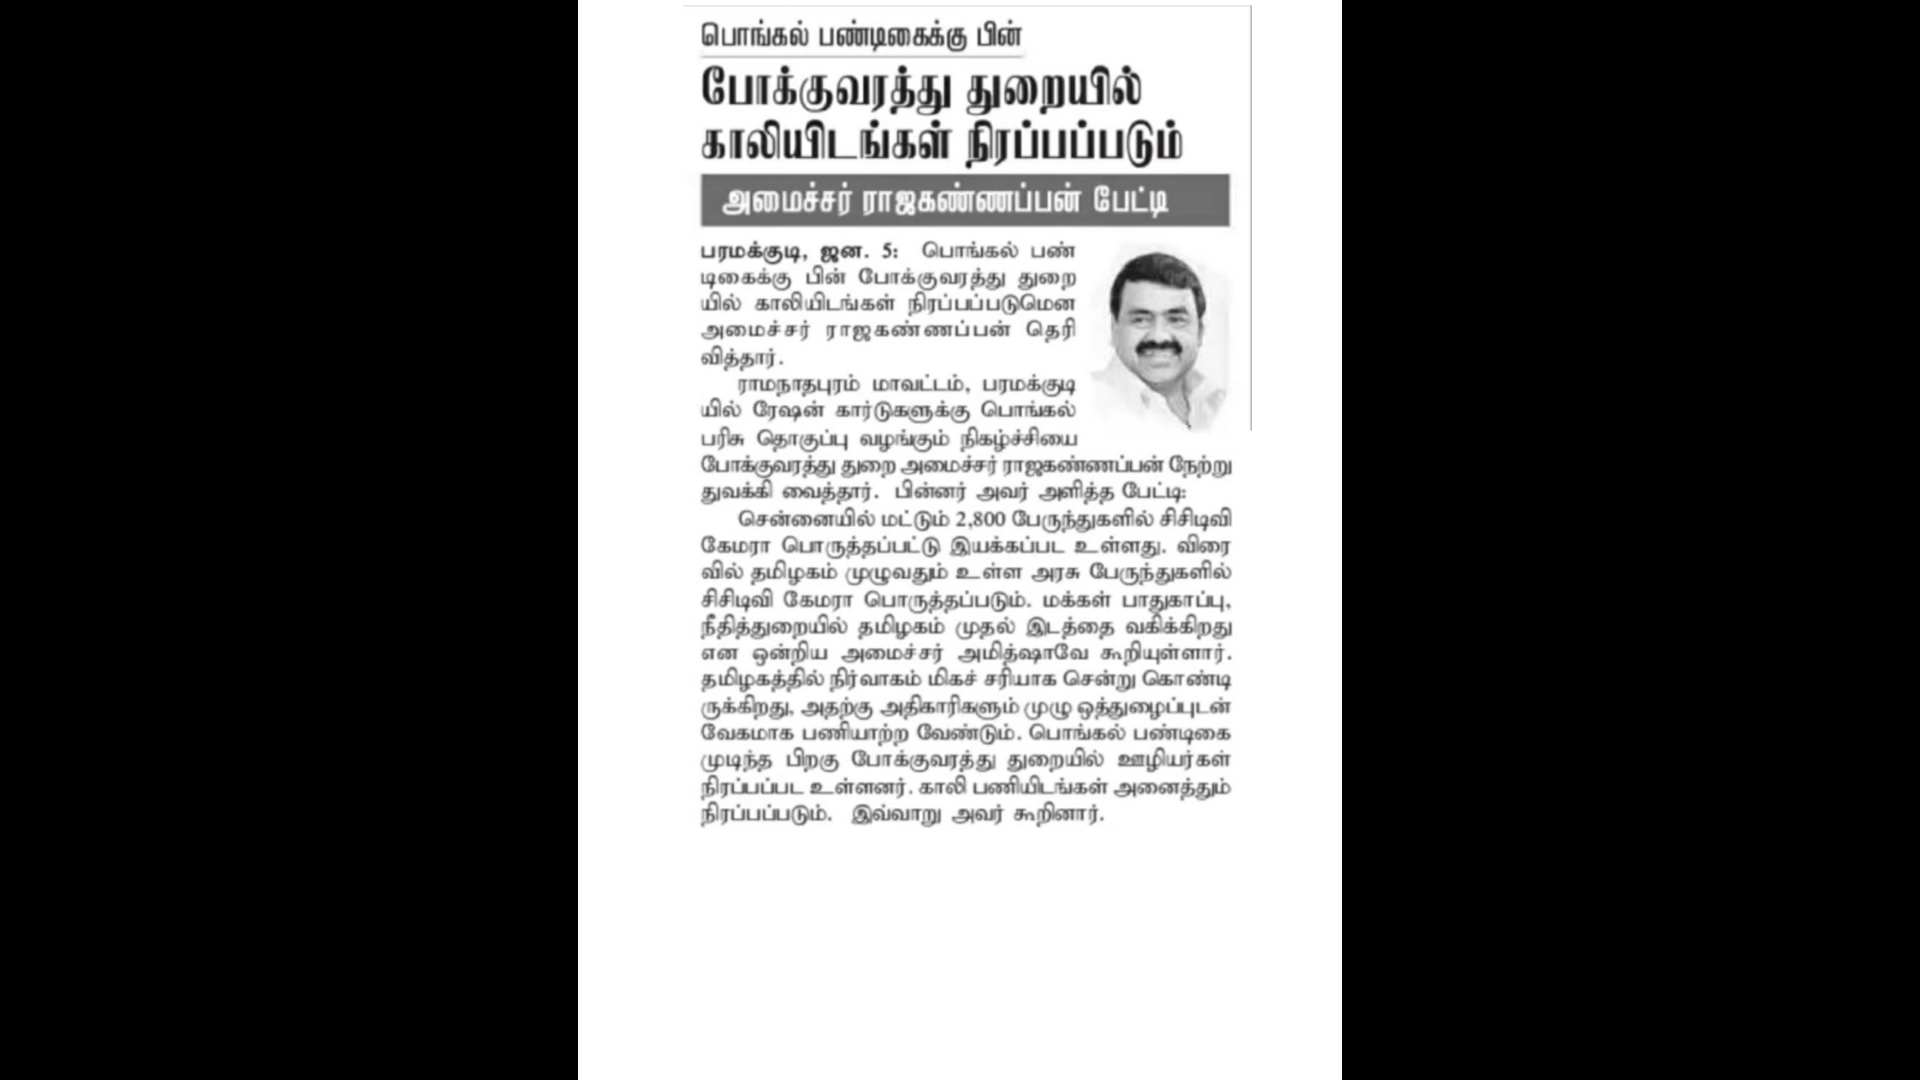 பொங்கல் பண்டிகைக்கு பின்
போக்குவரத்து துறையில்
காலியிடங்கள் நிரப்பப்படும்
அமைச்சர் ராஜகண்ணப்பன் பேட்டி
பரமக்குடி, ஜன. 5: பொங்கல் பண்
டிகைக்கு பின் போக்குவரத்து துறை
யில் காலியிடங்கள் நிரப்பப்படுமென
அமைச்சர் ராஜகண்ணப்பன் தெரி
வித்தார்.
ராமநாதபுரம் மாவட்டம், பரமக்குடி
யில் ரேஷன் கார்டுகளுக்கு பொங்கல்
பரிசு தொகுப்பு வழங்கும் நிகழ்ச்சியை
போக்குவரத்து துறை அமைச்சர் ராஜகண்ணப்பன் நேற்று
துவக்கி வைத்தார். பின்னர் அவர் அளித்த பேட்டி:
சென்னையில் மட்டும் 2,800 பேருந்துகளில் சிசிடிவி
கேமரா பொருத்தப்பட்டு இயக்கப்பட உள்ளது. விரை
வில் தமிழகம் முழுவதும் உள்ள அரசு பேருந்துகளில்
சிசிடிவி கேமரா பொருத்தப்படும். மக்கள் பாதுகாப்பு,
நீதித்துறையில் தமிழகம் முதல் இடத்தை வகிக்கிறது
என ஒன்றிய அமைச்சர் அமித்ஷாவே கூறியுள்ளார்.
தமிழகத்தில் நிர்வாகம் மிகச் சரியாக சென்று கொண்டி
ருக்கிறது, அதற்கு அதிகாரிகளும் முழு ஒத்துழைப்புடன்
வேகமாக பணியாற்ற வேண்டும். பொங்கல் பண்டிகை
முடிந்த பிறகு போக்குவரத்து துறையில் ஊழியர்கள்
நிரப்பப்பட உள்ளனர். காலி பணியிடங்கள் அனைத்தும்
நிரப்பப்படும். இவ்வாறு அவர் கூறினார்.